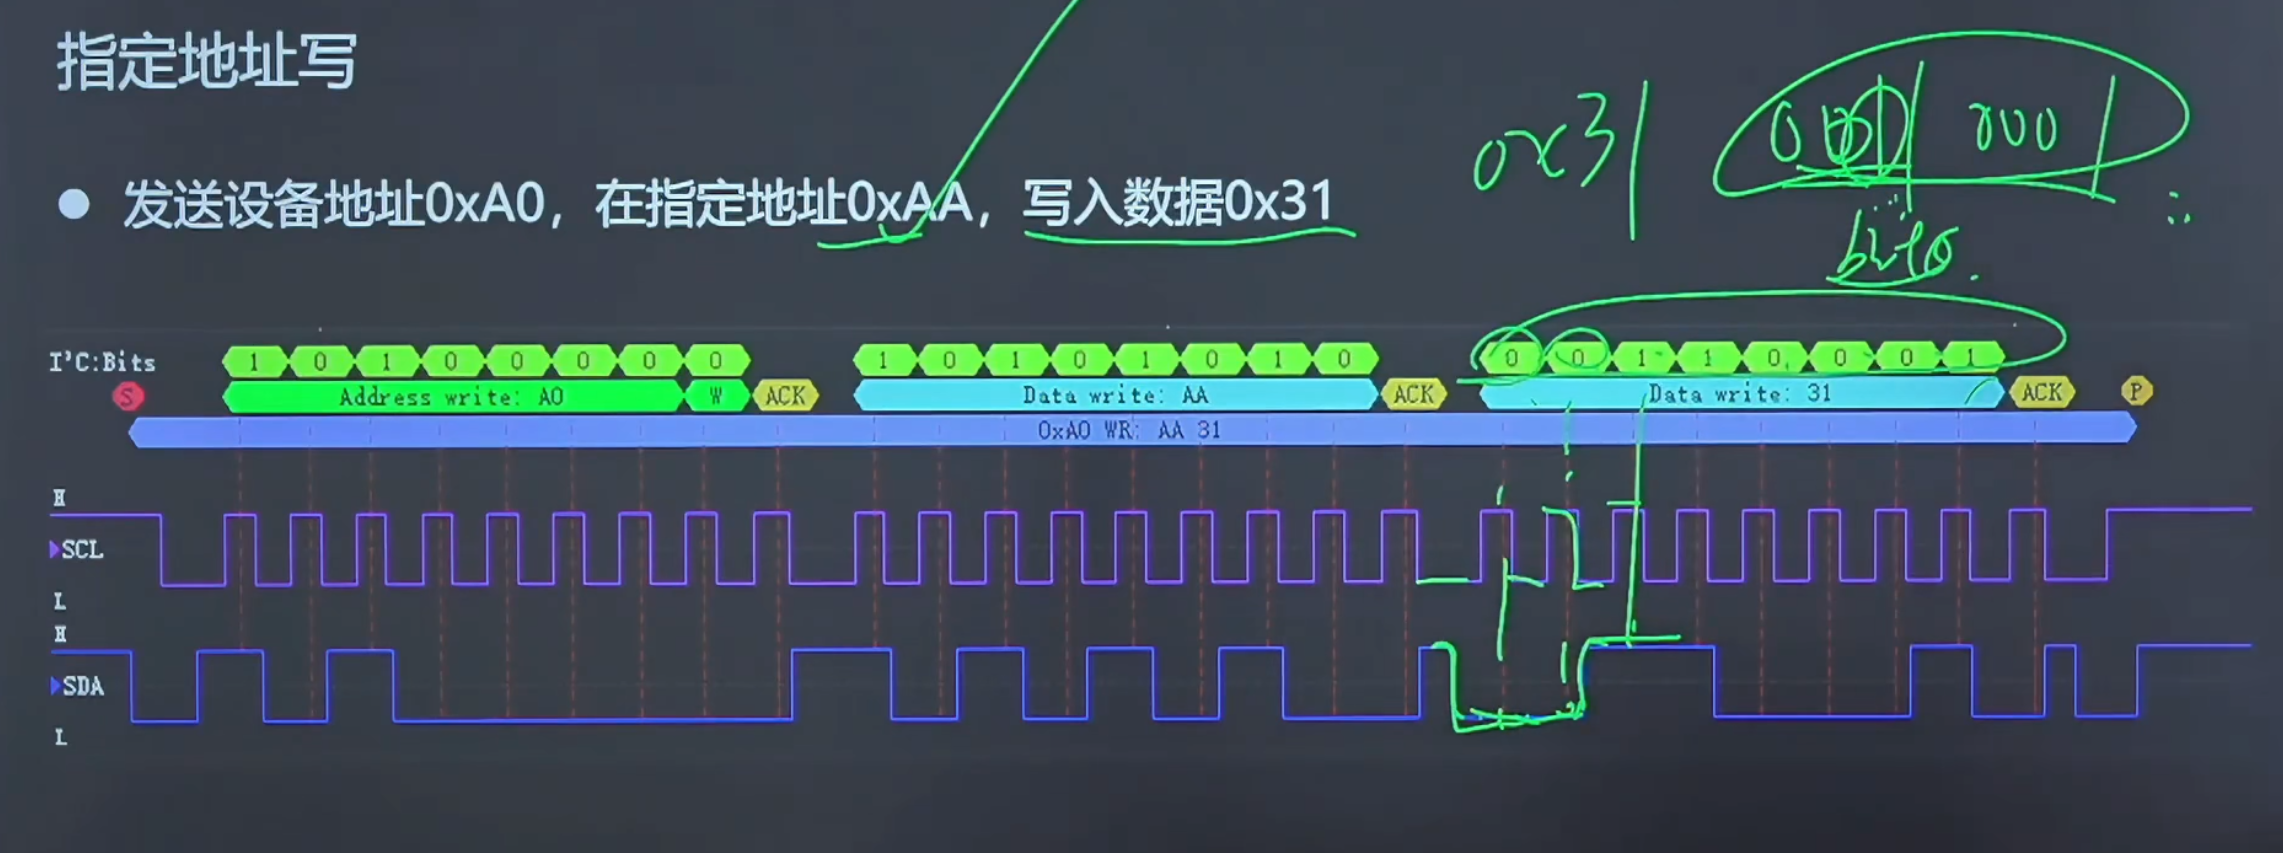 指定地址写
0x31
● 发送设备地址0xA0，在指定地址0xAA，写入数据0x31
I²C:Bits 1 0 1 0 0 0 0 0 1 0 1 0 1 0 1 0 0 0 1 1 0 0 0 1
S Address write: A0 W ACK Data write: AA ACK Data write: 31 ACK P
0xA0 WR: AA 31
H
SCL
L
H
SDA
L